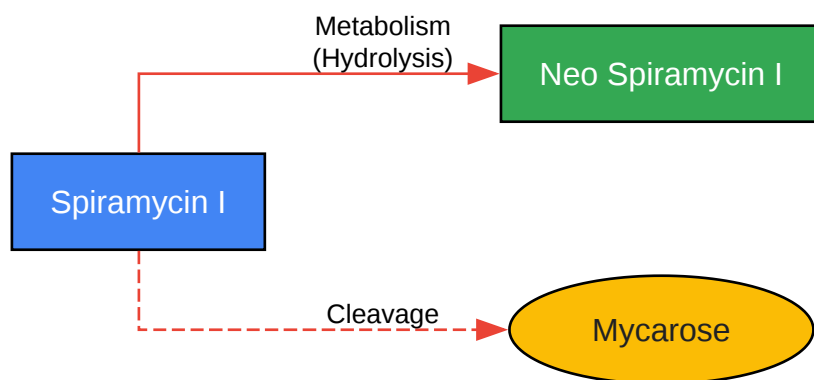 Metabolism
(Hydrolysis)
Neo Spiramycin I
Spiramycin I
Cleavage
Mycarose